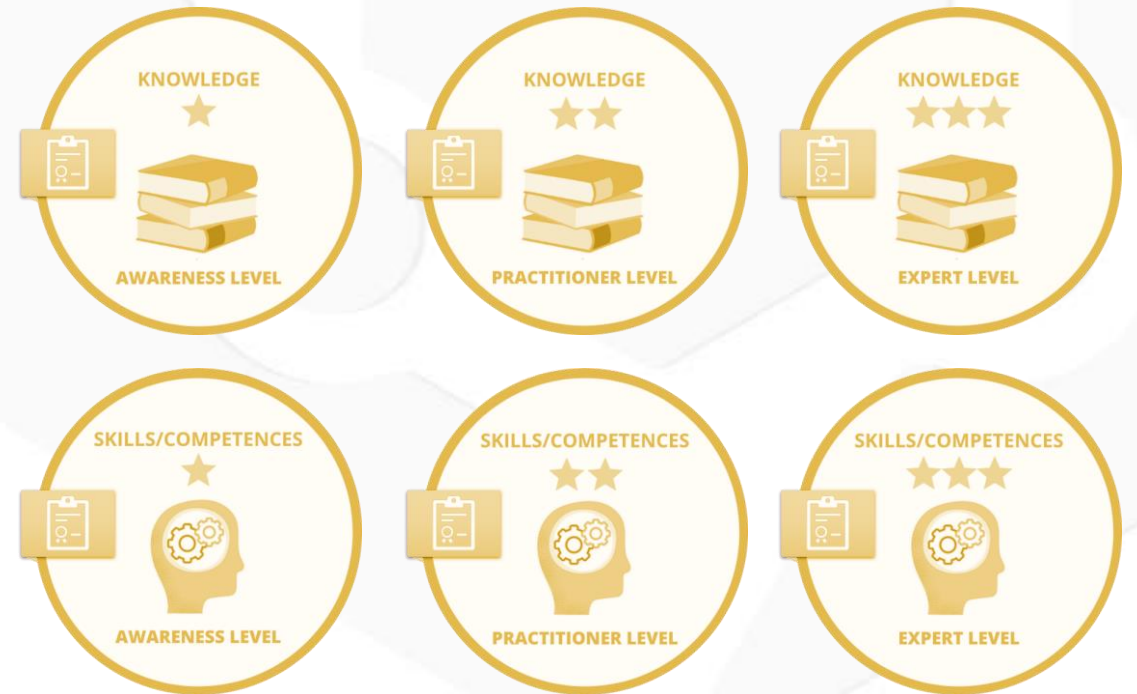 KNOWLEDGE
AWARENESS LEVEL
KNOWLEDGE
PRACTITIONER LEVEL
KNOWLEDGE
EXPERT LEVEL
SKILLS/COMPETENCES
AWARENESS LEVEL
SKILLS/COMPETENCES
PRACTITIONER LEVEL
SKILLS/COMPETENCES
EXPERT LEVEL